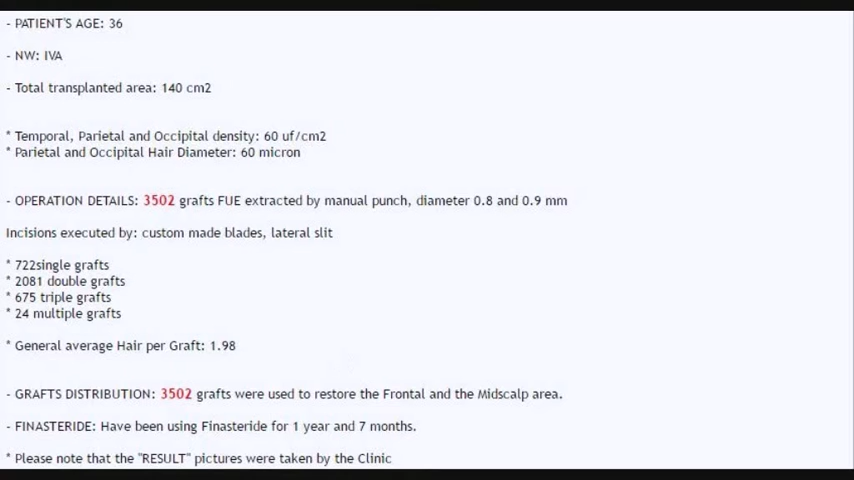 - PATIENT'S AGE: 36
- NW: IVA
- Total transplanted area: 140 cm2
* Temporal, Parietal and Occipital density: 60 uf/cm2
* Parietal and Occipital Hair Diameter: 60 micron
- OPERATION DETAILS: 3502 grafts FUE extracted by manual punch, diameter 0.8 and 0.9 mm
Incisions executed by: custom made blades, lateral slit
* 722single grafts
* 2081 double grafts
* 675 triple grafts
* 24 multiple grafts
* General average Hair per Graft: 1.98
- GRAFTS DISTRIBUTION: 3502 grafts were used to restore the Frontal and the Midscalp area.
- FINASTERIDE: Have been using Finasteride for 1 year and 7 months.
* Please note that the "RESULT" pictures were taken by the Clinic